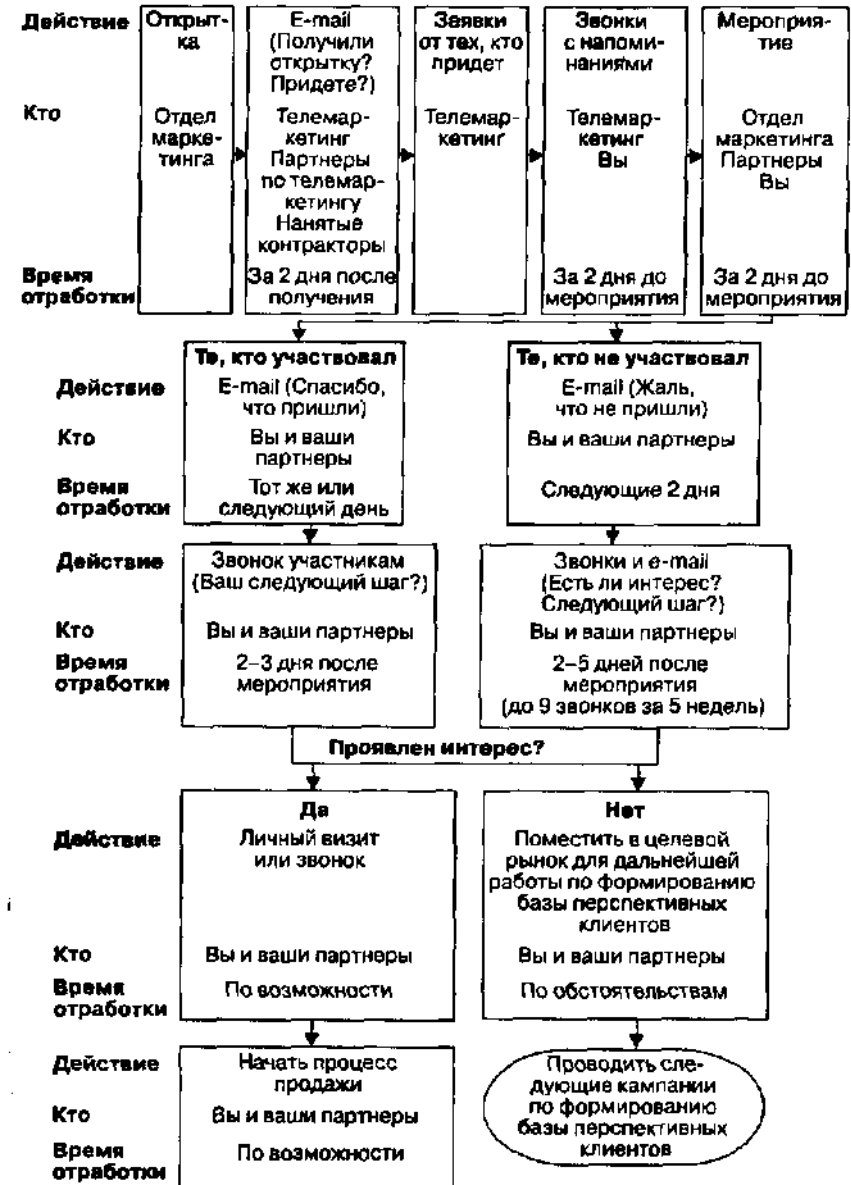 Действие
Открыт-
ка
E-mail
(Получили
открытку?
Придете?)
Заявки
от тех, кто
придет
Звонки
с напоми-
наниями
Мероприя-
тие
Кто
Отдел
марке-
тинга
Телемар-
кетинг
Партнеры
по телемар-
кетингу
Нанятые
контракторы
Телемар-
кетинг
Телемар-
кетинг
Вы
Отдел
маркетинга
Партнеры
Вы
Время
отработки
За 2 дня после
получения
За 2 дня до
мероприятия
За 2 дня до
мероприятия
Те, кто участвовал
Действие
E-mail (Спасибо,
что пришли)
Кто
Вы и ваши
партнеры
Время
отработки
Тот же или
следующий день
Те, кто не участвовал
E-mail (Жаль,
что не пришли)
Вы и ваши партнеры
Следующие 2 дня
Действие
Звонок участникам
(Ваш следующий шаг?)
Кто
Вы и ваши партнеры
Время
отработки
2–3 дня после
мероприятия
Звонки и e-mail
(Есть ли интерес?
Следующий шаг?)
Вы и ваши партнеры
2–5 дней после
мероприятия
(до 9 звонков за 5 недель)
Проявлен интерес?
Да
Действие
Личный визит
или звонок
Кто
Вы и ваши партнеры
Время
отработки
По возможности
Нет
Поместить в целевой
рынок для дальнейшей
работы по формированию
базы перспективных
клиентов
Вы и ваши партнеры
По обстоятельствам
Действие
Начать процесс
продажи
Кто
Вы и ваши партнеры
Время
отработки
По возможности
Проводить сле-
дующие кампании
по формированию
базы перспективных
клиентов